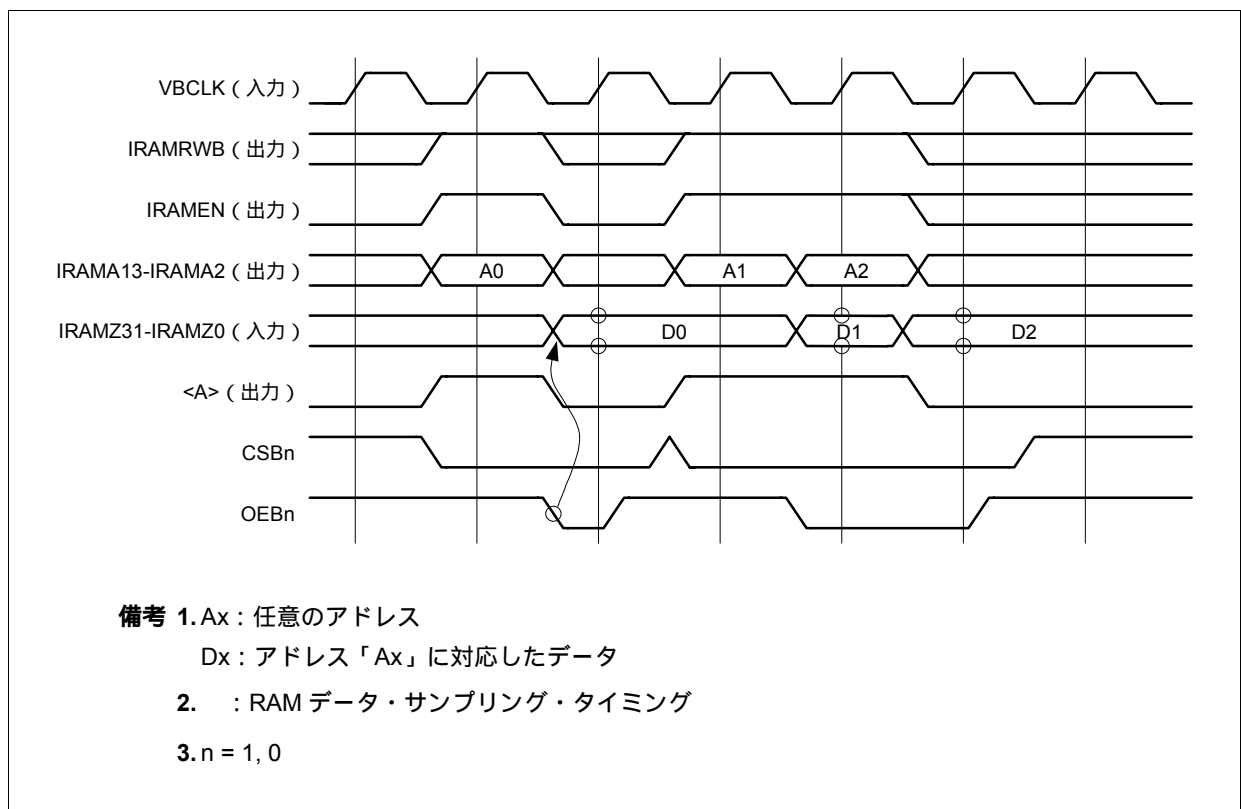 VBCLK（入力）
IRAMRWB（出力）
IRAMEN（出力）
IRAMA13-IRAMA2（出力）
A0
A1
A2
IRAMZ31-IRAMZ0（入力）
D0
D1
D2
<A>（出力）
CSBn
OEBn
備考 1. Ax：任意のアドレス
Dx：アドレス「Ax」に対応したデータ
2. ：RAM データ・サンプリング・タイミング
3. n = 1, 0